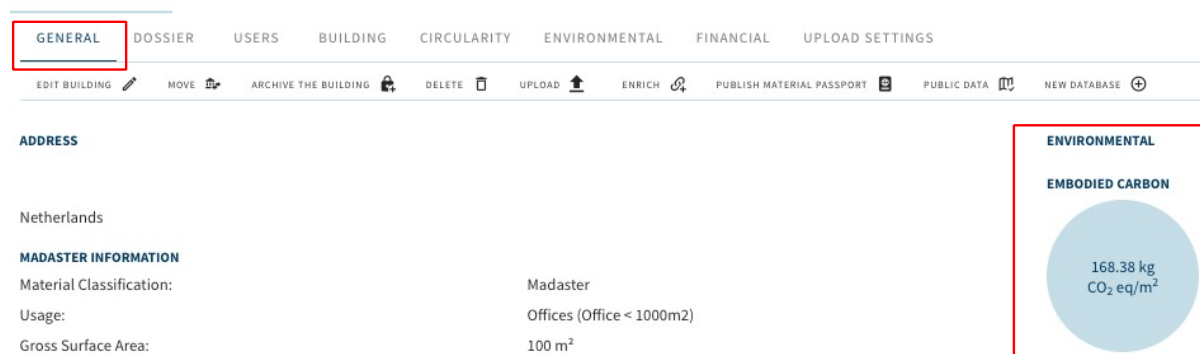 GENERAL DOSSIER USERS BUILDING CIRCULARITY ENVIRONMENTAL FINANCIAL UPLOAD SETTINGS
EDIT BUILDING MOVE ARCHIVE THE BUILDING DELETE UPLOAD ENRICH PUBLISH MATERIAL PASSPORT PUBLIC DATA NEW DATABASE
ADDRESS
Netherlands
MADASTER INFORMATION
Material Classification: Madaster
Usage: Offices (Office < 1000m2)
Gross Surface Area: 100 m²
ENVIRONMENTAL
EMBODIED CARBON
168.38 kg
CO₂ eq/m²